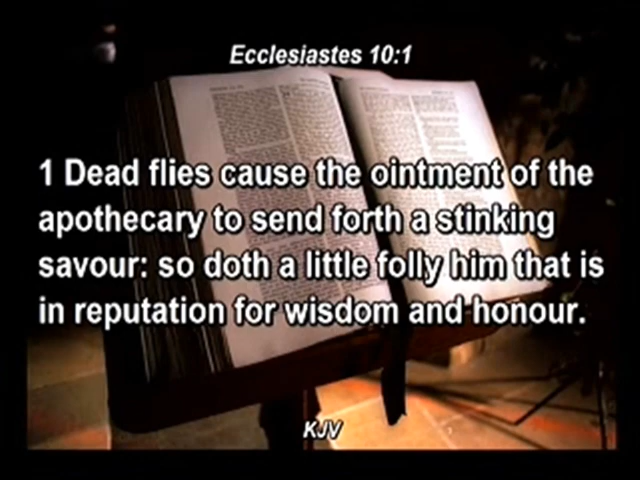 Ecclesiastes 10:1
1 Dead flies cause the ointment of the
apothecary to send forth a stinking
savour: so doth a little folly him that is
in reputation for wisdom and honour.
KJV